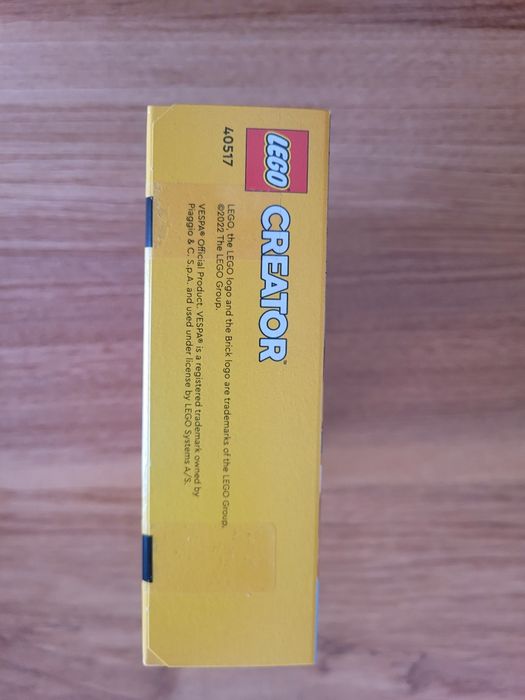 LEGO CREATOR™
40517
LEGO, the LEGO logo and the Brick logo are trademarks of the LEGO Group.
©2022 The LEGO Group.
VESPA® Official Product. VESPA® is a registered trademark owned by
Piaggio & C. S.p.A. and used under license by LEGO Systems A/S.